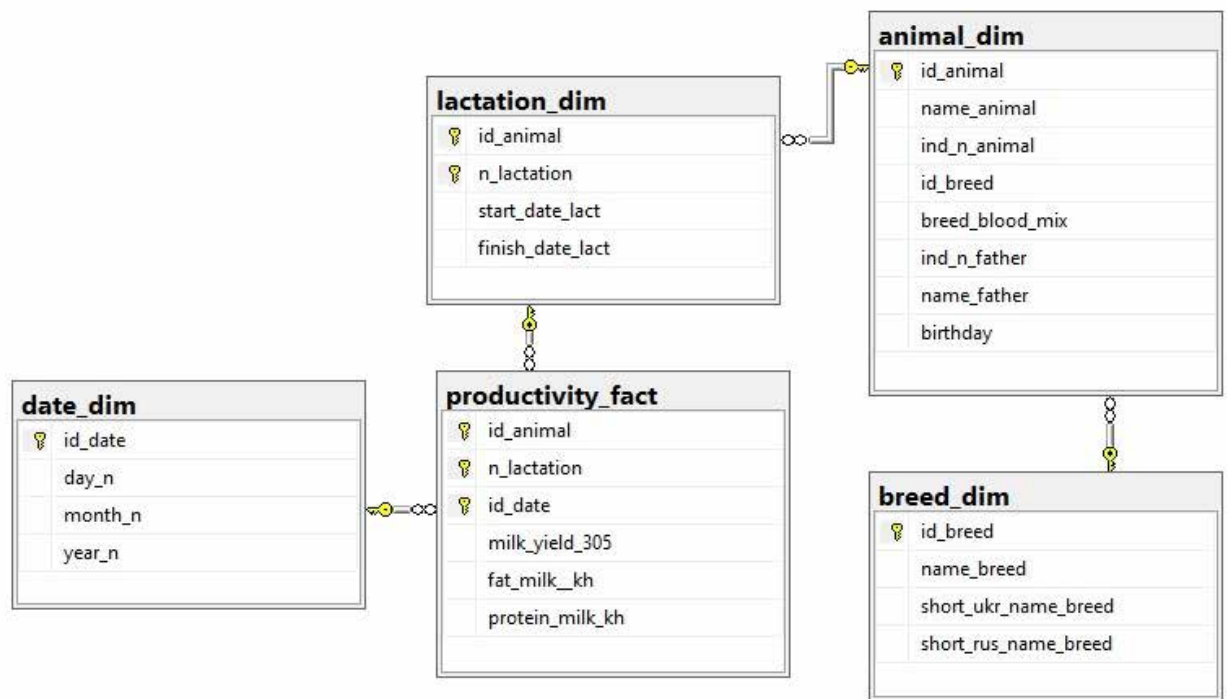 animal_dim
id_animal
name_animal
ind_n_animal
id_breed
breed_blood_mix
ind_n_father
name_father
birthday
lactation_dim
id_animal
n_lactation
start_date_lact
finish_date_lact
date_dim
id_date
day_n
month_n
year_n
productivity_fact
id_animal
n_lactation
id_date
milk_yield_305
fat_milk__kh
protein_milk_kh
breed_dim
id_breed
name_breed
short_ukr_name_breed
short_rus_name_breed